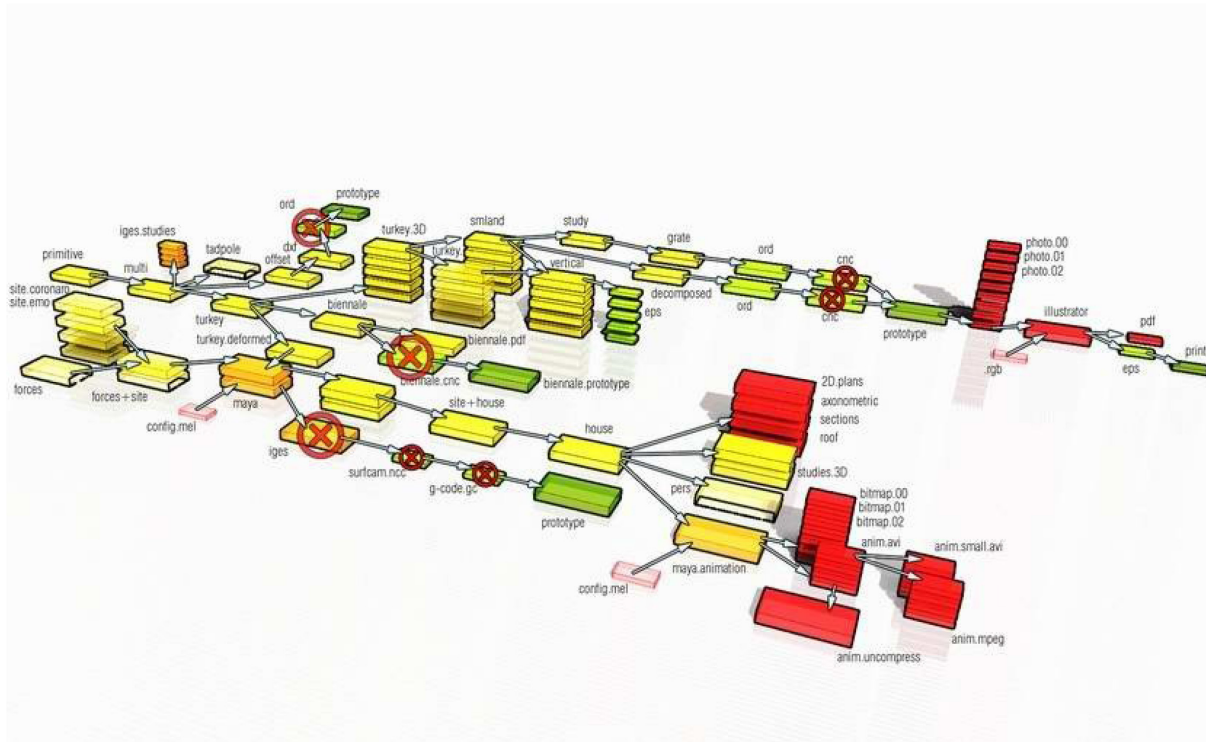 ord
prototype
iges.studies
tadpole
dxf
offset
primitive
multi
turkey.3D
smland
study
turkey.
vertical
grate
decomposed
ord
ord
cnc
cnc
eps
prototype
photo.00
photo.01
photo.02
illustrator
.rgb
pdf
eps
print
site.coronaro
site.emo
turkey
biennale
turkey.deformed
biennale.pdf
biennale.cnc
biennale.prototype
forces
forces+site
config.mel
maya
iges
site+house
surfcam.ncc
g-code.gc
prototype
house
2D.plans
axonometric
sections
roof
studies.3D
pers
bitmap.00
bitmap.01
bitmap.02
anim.avi
anim.small.avi
maya.animation
config.mel
anim.mpeg
anim.uncompress